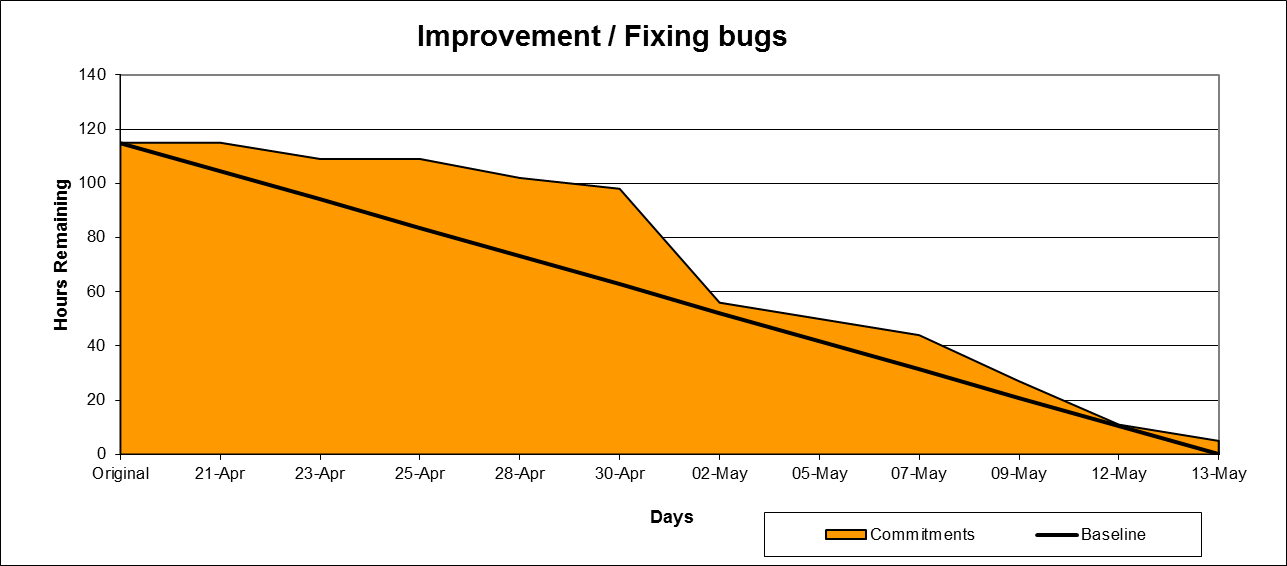 Improvement / Fixing bugs
140
120
100
80
60
40
20
0
Hours Remaining
Original 21-Apr 23-Apr 25-Apr 28-Apr 30-Apr 02-May 05-May 07-May 09-May 12-May 13-May
Days
Commitments Baseline